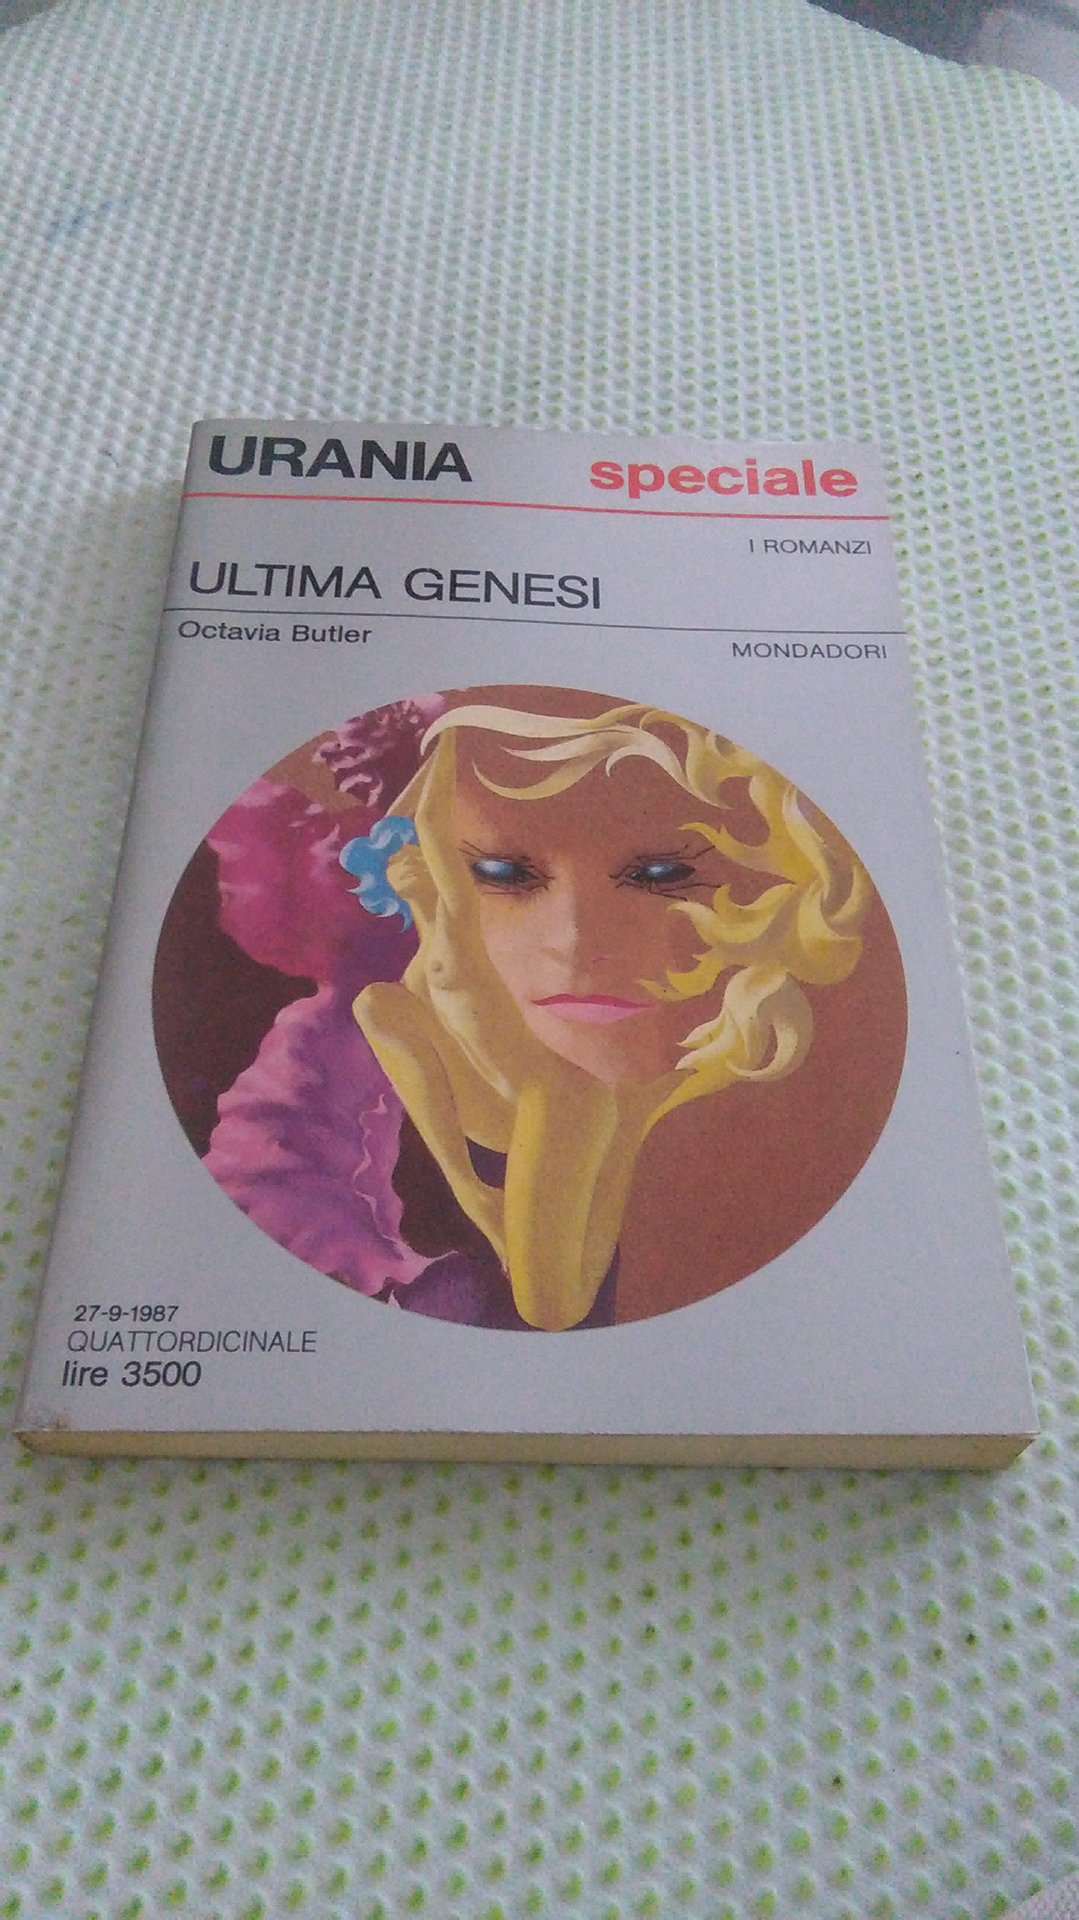 URANIA speciale
I ROMANZI
ULTIMA GENESI
Octavia Butler
MONDADORI
27-9-1987
QUATTORDICINALE
lire 3500